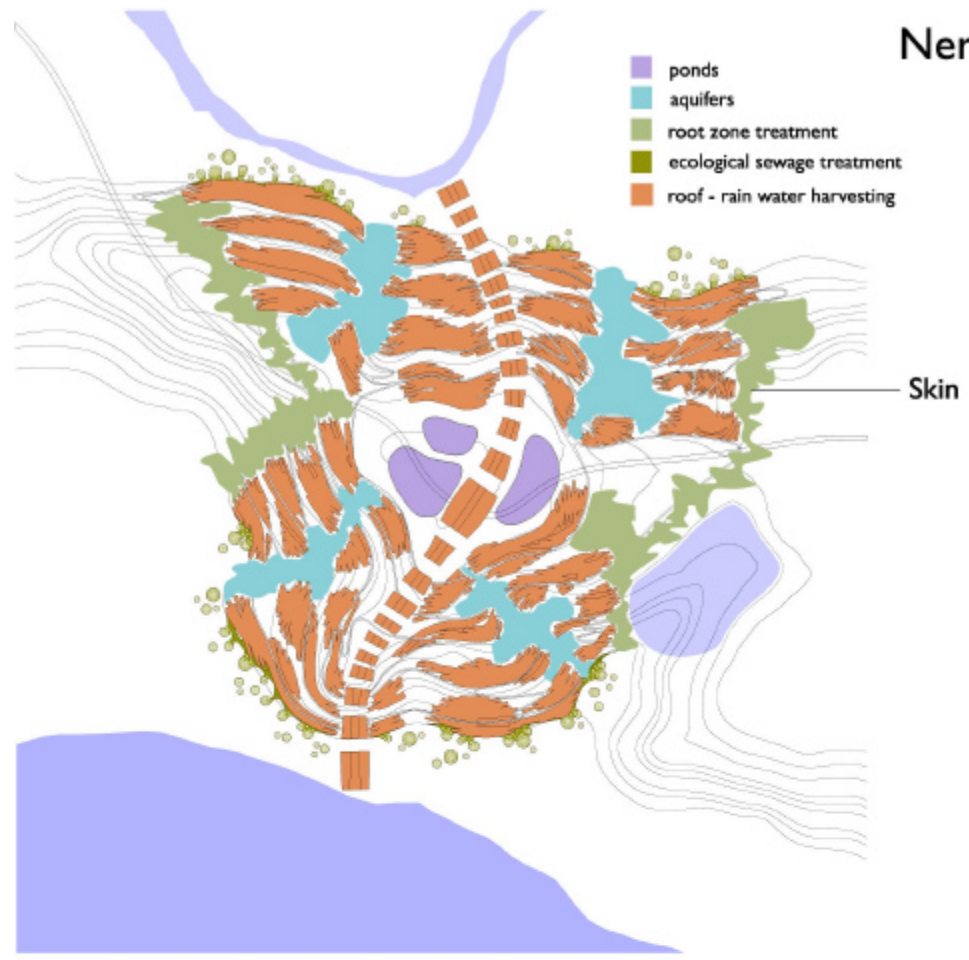 Ner
ponds
aquifers
root zone treatment
ecological sewage treatment
roof - rain water harvesting
Skin